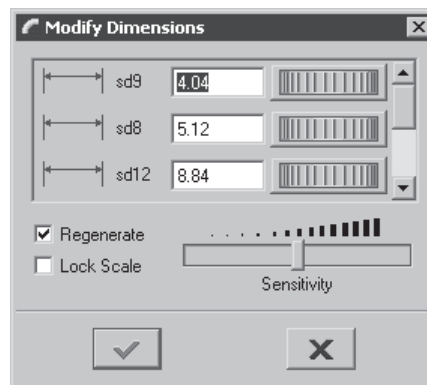 Modify Dimensions
sd9 4.04
sd8 5.12
sd12 8.84
Regenerate
Lock Scale
Sensitivity